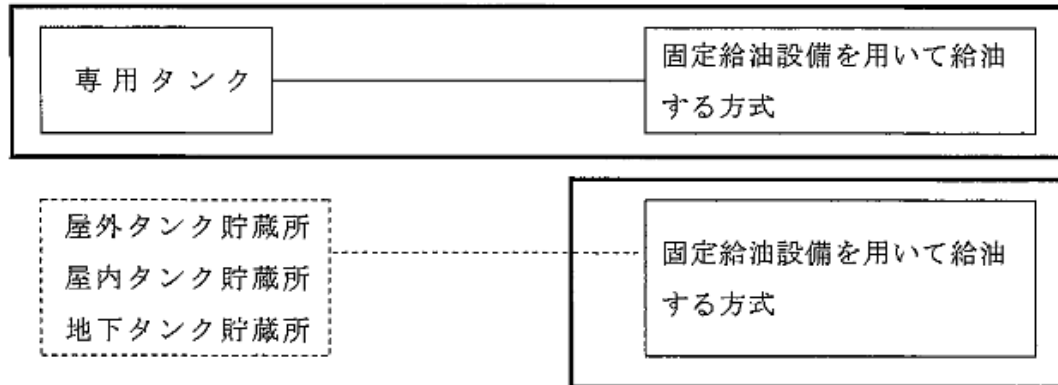 専用タンク
固定給油設備を用いて給油
する方式
屋外タンク貯蔵所
屋内タンク貯蔵所
地下タンク貯蔵所
固定給油設備を用いて給油
する方式